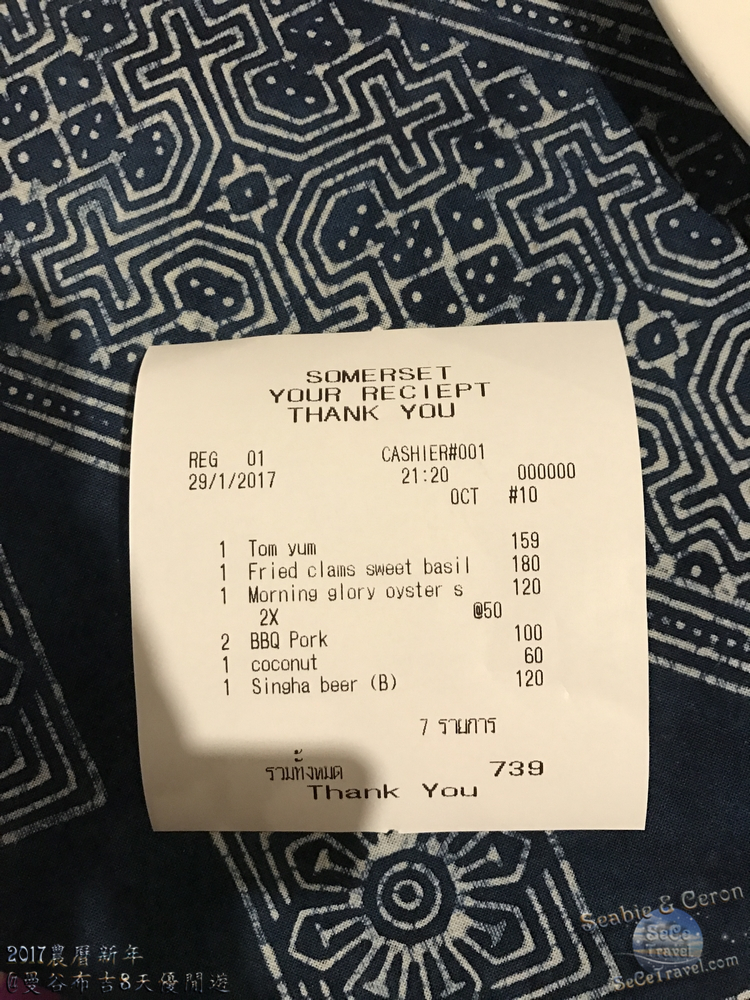 SOMERSET
YOUR RECIEPT
THANK YOU
REG 01 CASHIER#001
29/1/2017 21:20 000000
OCT #10
1 Tom yum 159
1 Fried clams sweet basil 180
1 Morning glory oyster s 120
2X @50
2 BBQ Pork 100
1 coconut 60
1 Singha beer (B) 120
7 รายการ
รวมทั้งหมด 739
Thank You
Seabie & Ceron
SeCe
Travel
SeCeTravel.com
2017農曆新年
@曼谷布吉8天優閒遊